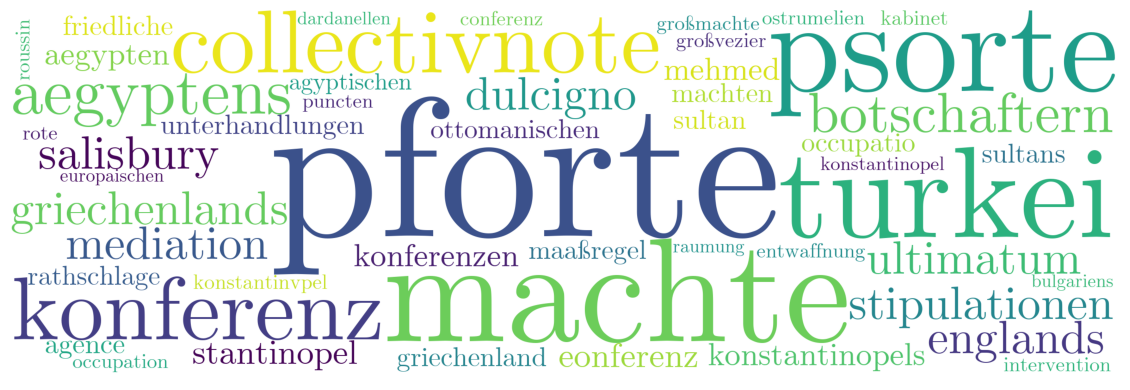 roussin friedliche collectivnote dardanellen conferenz großmachte ostrumelien kabinet
aegypten großvezier psorte
aegyptens agyptischen dulcigno mehmed
puncten machten botschaftern
rote unterhandlungen ottomanischen sultan
salisbury pforte occupatio sultans
europaischen konstantinopel
griechenlands turkei
mediation konferenzen maaßregel raumung entwaffnung ultimatum
rathschlage konstantinvpel machte bulgariens
konferenz stipulationen
agence stantinopel englands
occupation griechenland eonferenz konstantinopels intervention